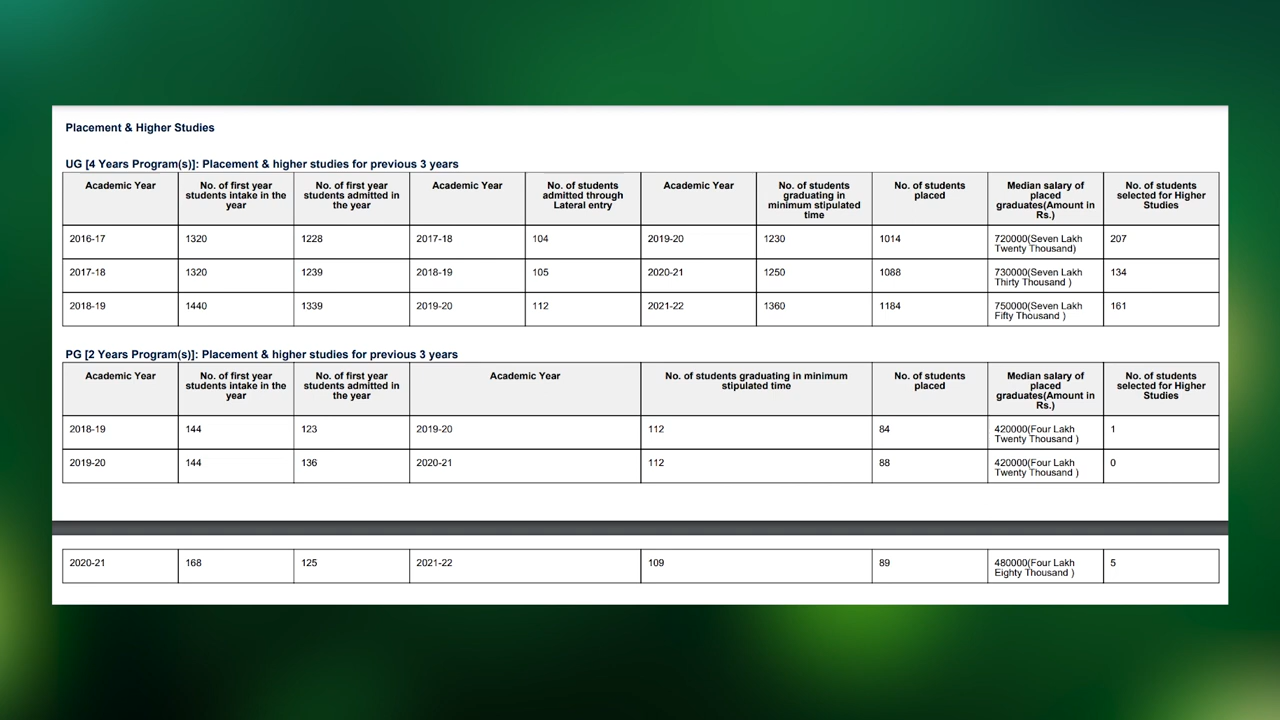 Placement & Higher Studies
UG [4 Years Program(s)]: Placement & higher studies for previous 3 years
Academic Year
No. of first year
students intake in the
year
No. of first year
students admitted in
the year
Academic Year
No. of students
admitted through
Lateral entry
Academic Year
No. of students
graduating in
minimum stipulated
time
No. of students
placed
Median salary of
placed
graduates(Amount in
Rs.)
No. of students
selected for Higher
Studies
2016-17
1320
1228
2017-18
104
2019-20
1230
1014
720000(Seven Lakh
Twenty Thousand)
207
2017-18
1320
1239
2018-19
105
2020-21
1250
1088
730000(Seven Lakh
Thirty Thousand )
134
2018-19
1440
1339
2019-20
112
2021-22
1360
1184
750000(Seven Lakh
Fifty Thousand )
161
PG [2 Years Program(s)]: Placement & higher studies for previous 3 years
Academic Year
No. of first year
students intake in the
year
No. of first year
students admitted in
the year
Academic Year
No. of students graduating in minimum
stipulated time
No. of students
placed
Median salary of
placed
graduates(Amount in
Rs.)
No. of students
selected for Higher
Studies
2018-19
144
123
2019-20
112
84
420000(Four Lakh
Twenty Thousand )
1
2019-20
144
136
2020-21
112
88
420000(Four Lakh
Twenty Thousand )
0
2020-21
168
125
2021-22
109
89
480000(Four Lakh
Eighty Thousand )
5